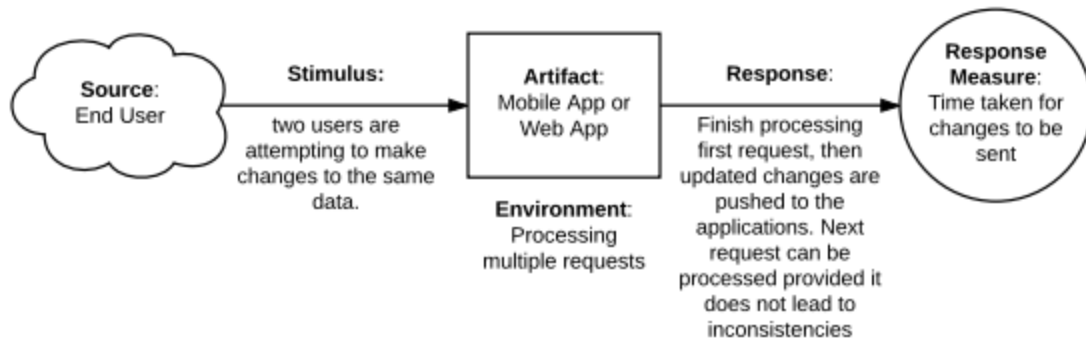 Source:
End User
Stimulus:
two users are
attempting to make
changes to the same
data.
Artifact:
Mobile App or
Web App
Environment:
Processing
multiple requests
Response:
Finish processing
first request, then
updated changes are
pushed to the
applications. Next
request can be
processed provided it
does not lead to
inconsistencies
Response
Measure:
Time taken for
changes to be
sent